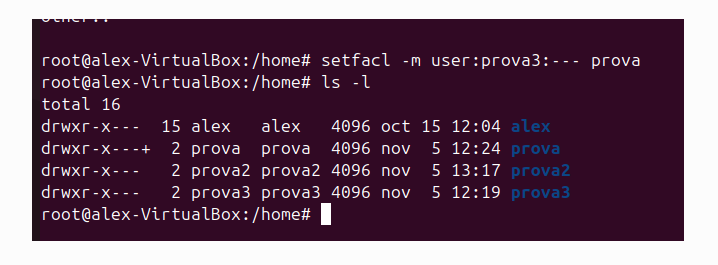 other::
root@alex-VirtualBox:/home# setfacl -m user:prova3:--- prova
root@alex-VirtualBox:/home# ls -l
total 16
drwxr-x---  15 alex   alex   4096 oct 15 12:04 alex
drwxr-x---+  2 prova  prova  4096 nov  5 12:24 prova
drwxr-x---   2 prova2 prova2 4096 nov  5 13:17 prova2
drwxr-x---   2 prova3 prova3 4096 nov  5 12:19 prova3
root@alex-VirtualBox:/home#